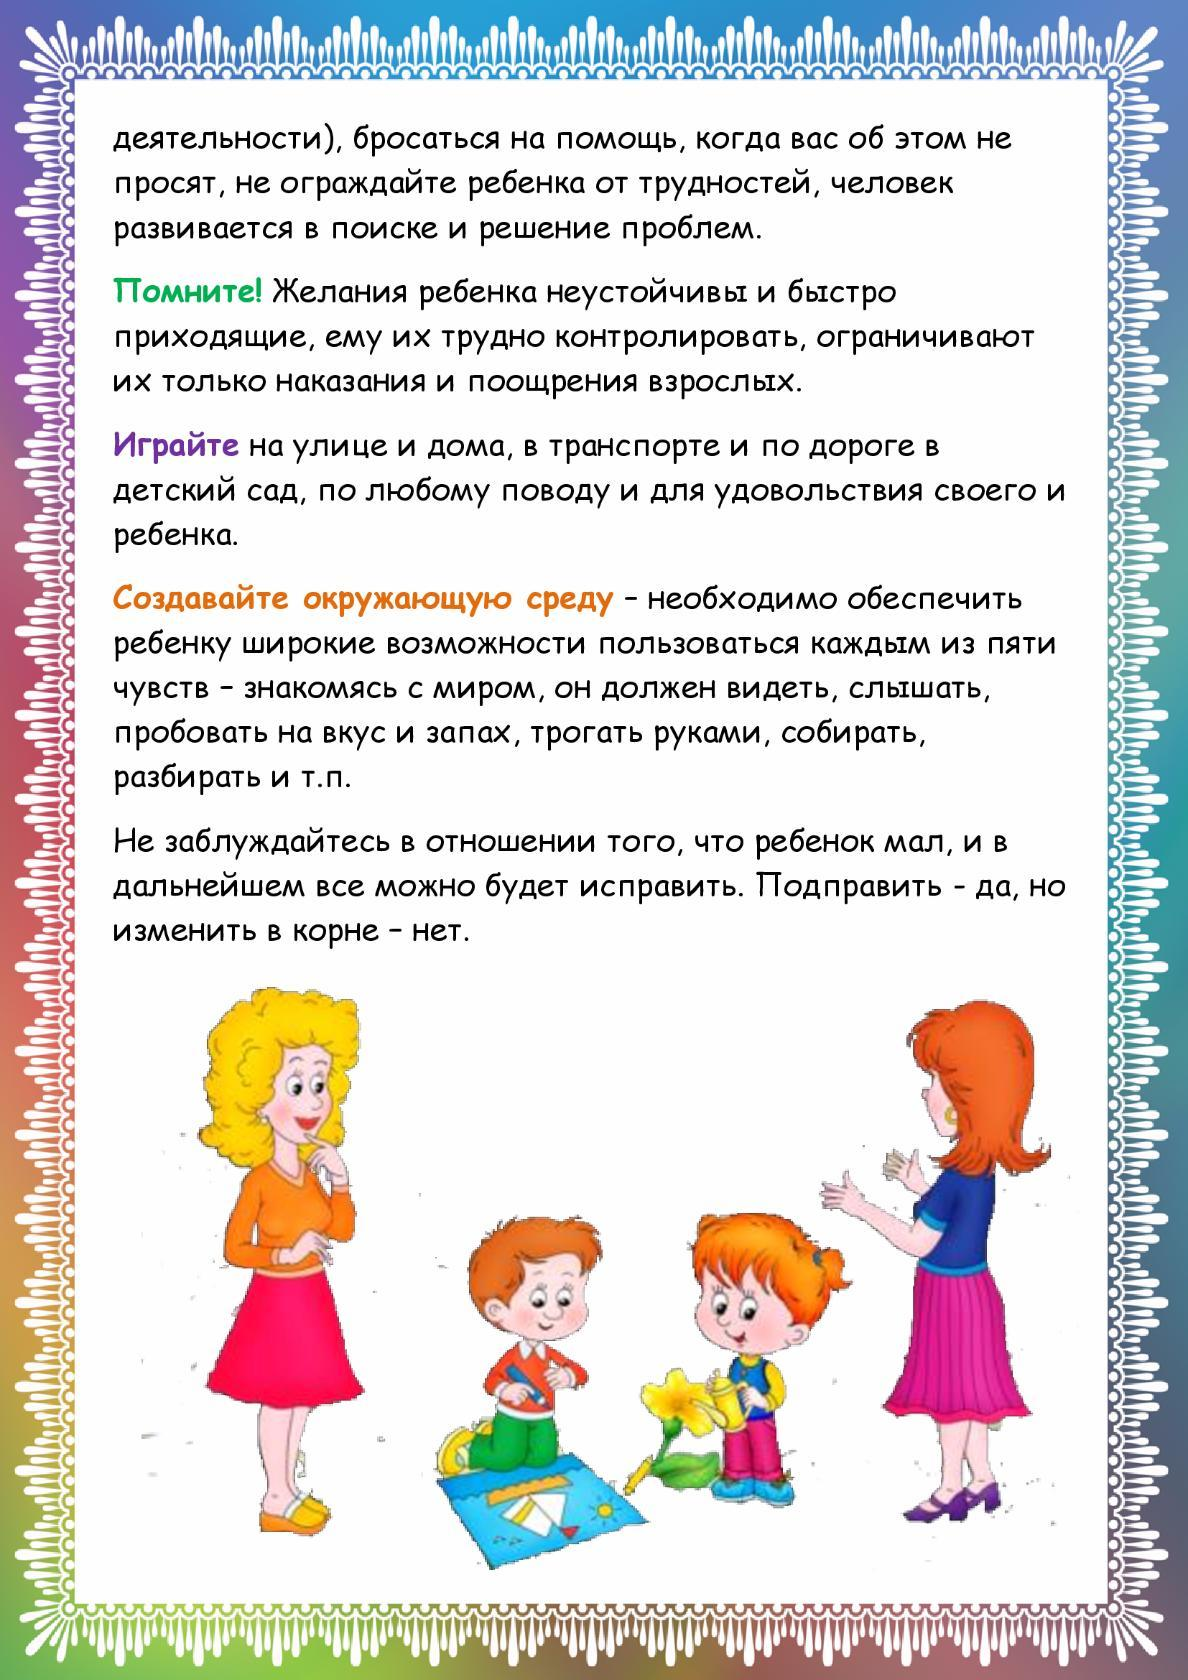 деятельности), бросаться на помощь, когда вас об этом не
просят, не ограждайте ребенка от трудностей, человек
развивается в поиске и решение проблем.
Помните! Желания ребенка неустойчивы и быстро
приходящие, ему их трудно контролировать, ограничивают
их только наказания и поощрения взрослых.
Играйте на улице и дома, в транспорте и по дороге в
детский сад, по любому поводу и для удовольствия своего и
ребенка.
Создавайте окружающую среду – необходимо обеспечить
ребенку широкие возможности пользоваться каждым из пяти
чувств – знакомясь с миром, он должен видеть, слышать,
пробовать на вкус и запах, трогать руками, собирать,
разбирать и т.п.
Не заблуждайтесь в отношении того, что ребенок мал, и в
дальнейшем все можно будет исправить. Подправить - да, но
изменить в корне – нет.